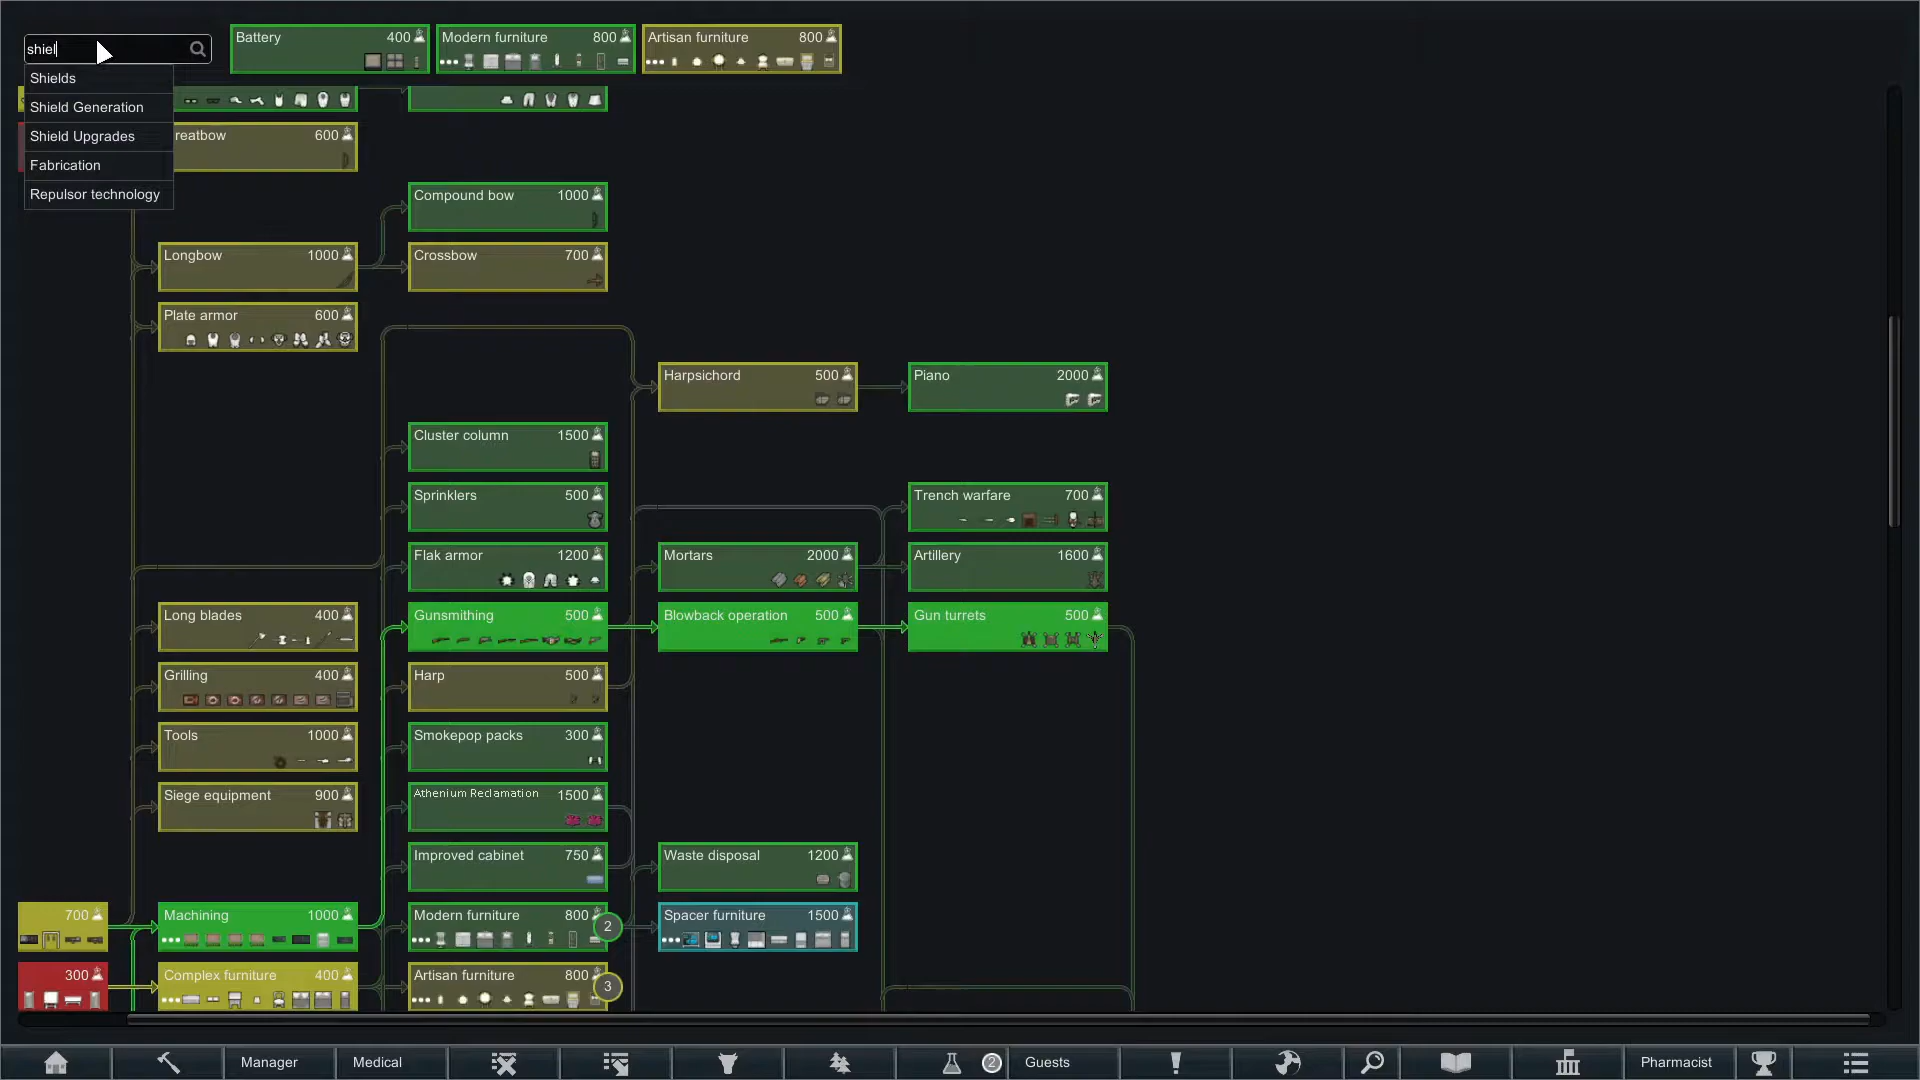 shiel
Battery 400
Modern furniture 800
Artisan furniture 800
Shields
Shield Generation
Shield Upgrades
Fabrication
Repulsor technology
reatbow 600
Compound bow 1000
Longbow 1000
Crossbow 700
Plate armor 600
Harpsichord 500
Piano 2000
Cluster column 1500
Sprinklers 500
Trench warfare 700
Flak armor 1200
Mortars 2000
Artillery 1600
Long blades 400
Gunsmithing 500
Blowback operation 500
Gun turrets 500
Grilling 400
Harp 500
Tools 1000
Smokepop packs 300
Siege equipment 900
Athenium Reclamation 1500
Improved cabinet 750
Waste disposal 1200
700
Machining 1000
Modern furniture 800
2
Spacer furniture 1500
300
Complex furniture 400
Artisan furniture 800
3
Manager
Medical
2
Guests
Pharmacist